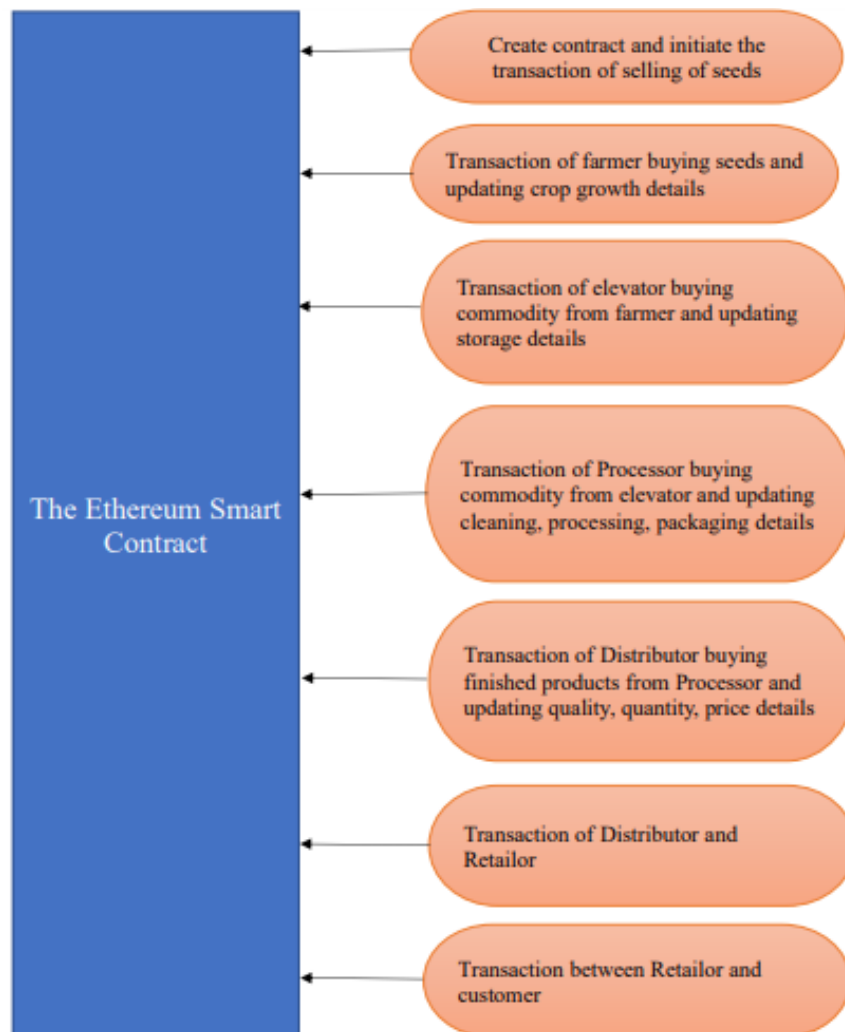 Create contract and initiate the
transaction of selling of seeds
Transaction of farmer buying seeds and
updating crop growth details
Transaction of elevator buying
commodity from farmer and updating
storage details
The Ethereum Smart
Contract
Transaction of Processor buying
commodity from elevator and updating
cleaning, processing, packaging details
Transaction of Distributor buying
finished products from Processor and
updating quality, quantity, price details
Transaction of Distributor and
Retailor
Transaction between Retailor and
customer